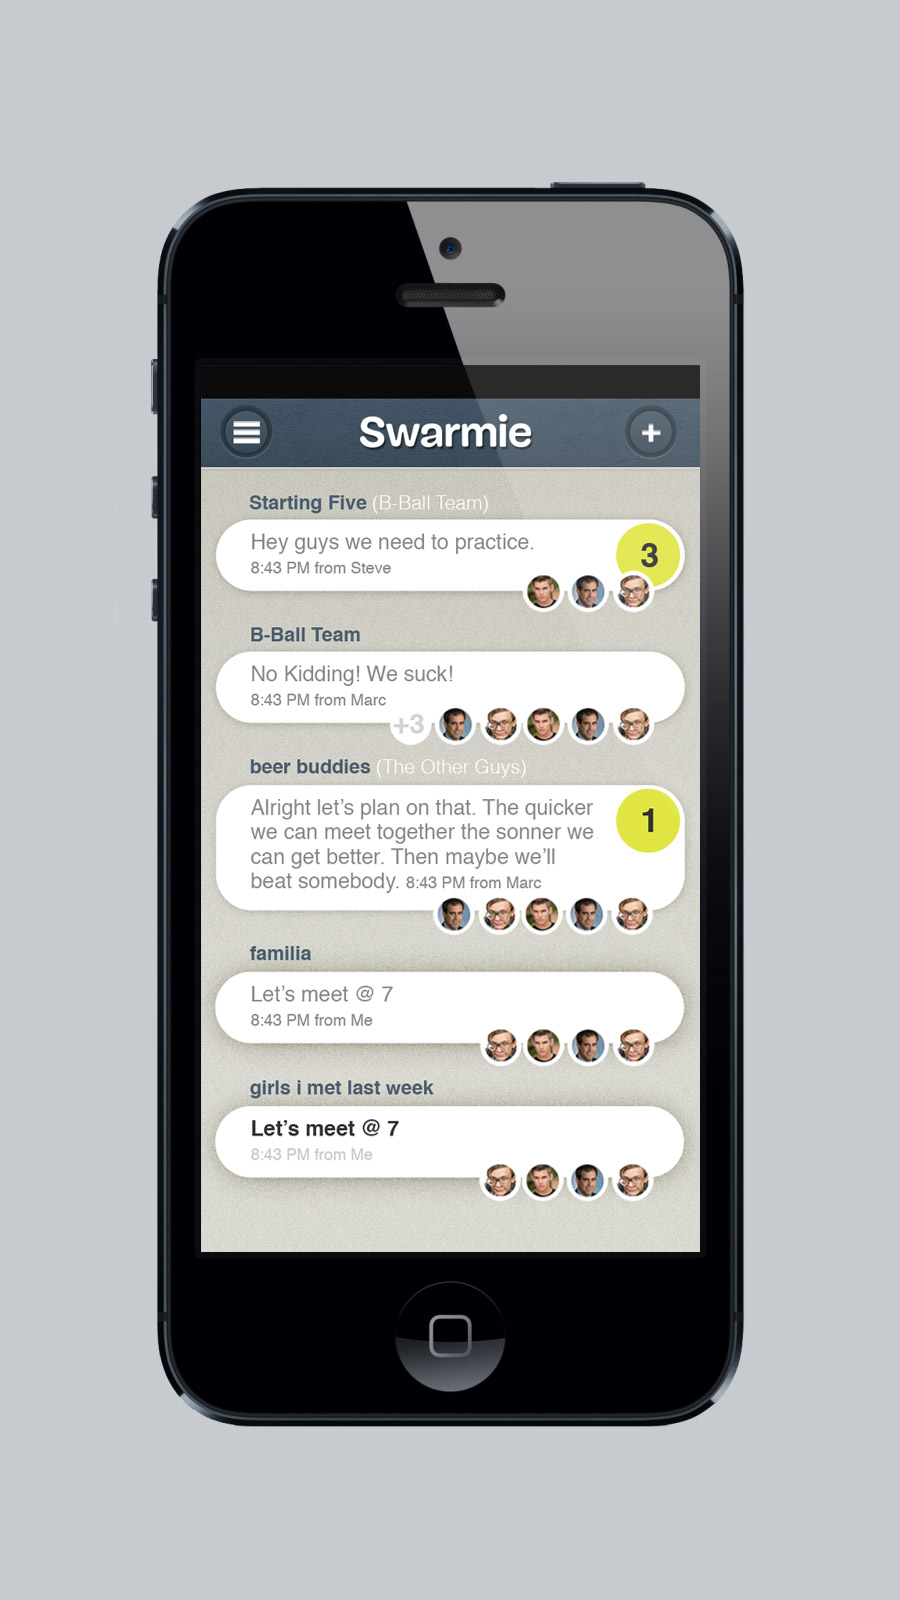 Swarmie
+
Starting Five (B-Ball Team)
Hey guys we need to practice.
8:43 PM from Steve
3
B-Ball Team
No Kidding! We suck!
8:43 PM from Marc
+3
beer buddies (The Other Guys)
Alright let's plan on that. The quicker
we can meet together the sonner we
can get better. Then maybe we'll
beat somebody. 8:43 PM from Marc
1
familia
Let's meet @ 7
8:43 PM from Me
girls i met last week
Let's meet @ 7
8:43 PM from Me